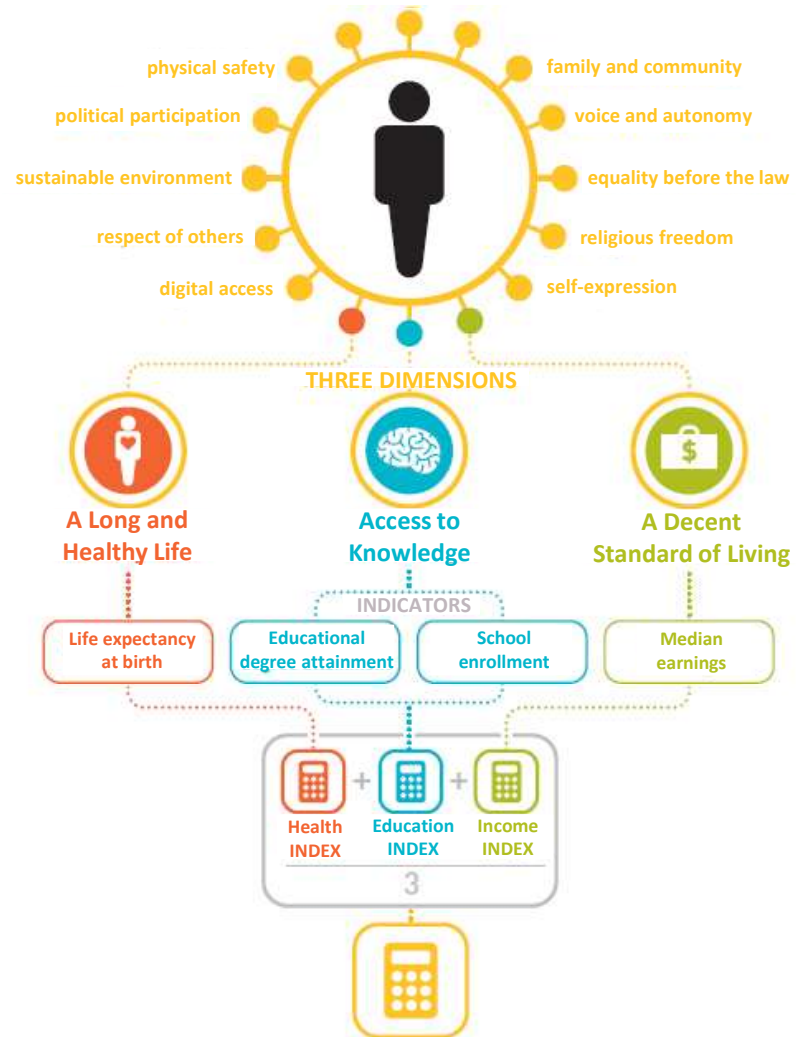 physical safety
family and community
political participation
voice and autonomy
sustainable environment
equality before the law
respect of others
religious freedom
digital access
self-expression
THREE DIMENSIONS
A Long and
Healthy Life
Access to
Knowledge
A Decent
Standard of Living
$
INDICATORS
Life expectancy
at birth
Educational
degree attainment
School
enrollment
Median
earnings
+ +
Health
INDEX
Education
INDEX
Income
INDEX
3